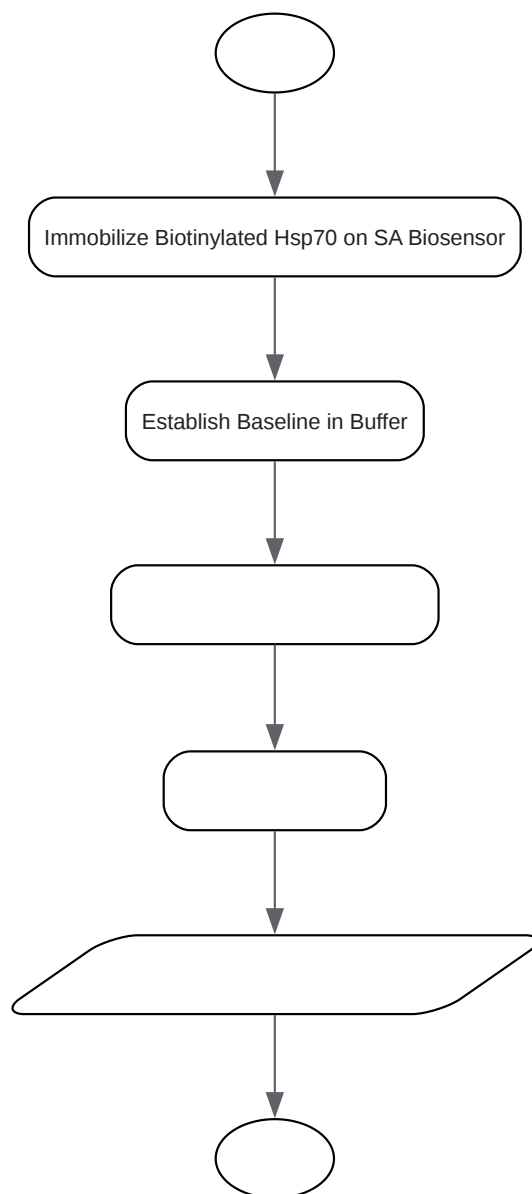 Immobilize Biotinylated Hsp70 on SA Biosensor
Establish Baseline in Buffer